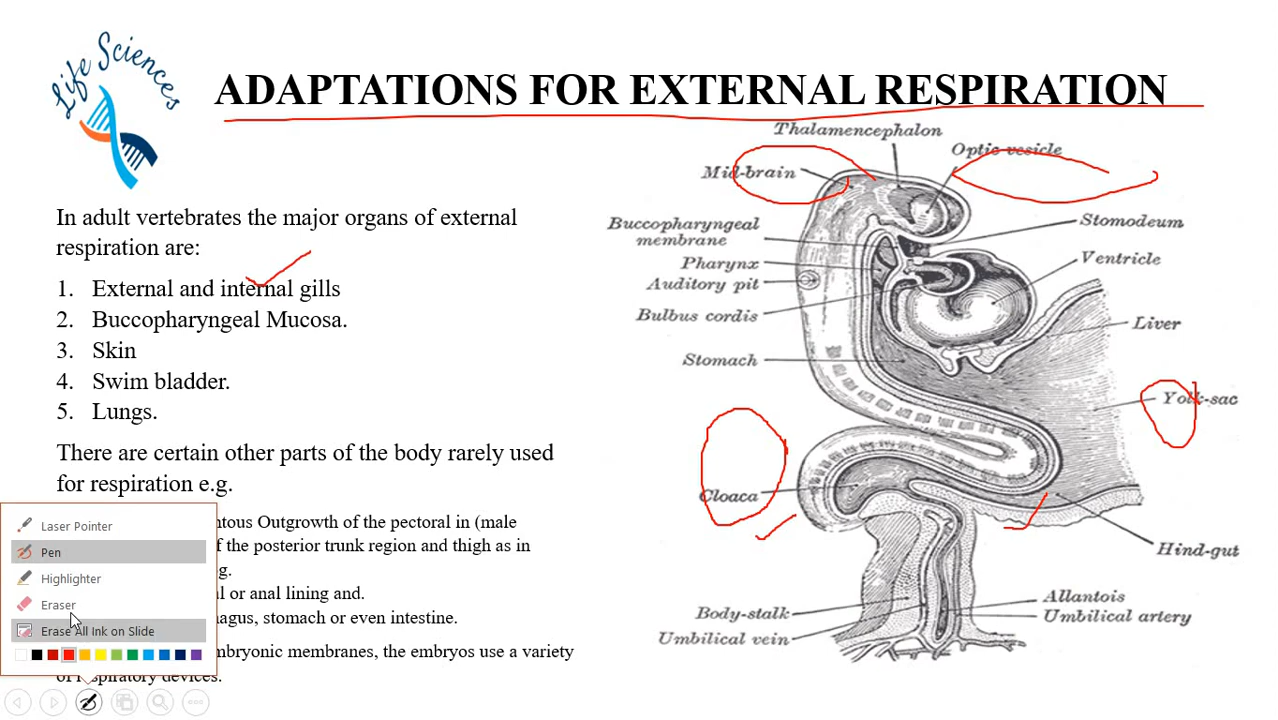 Life Sciences
ADAPTATIONS FOR EXTERNAL RESPIRATION
In adult vertebrates the major organs of external
respiration are:
1. External and internal gills
2. Buccopharyngeal Mucosa.
3. Skin
4. Swim bladder.
5. Lungs.
There are certain other parts of the body rarely used
for respiration e.g.
ntous Outgrowth of the pectoral in (male
f the posterior trunk region and thigh as in
g.
l or anal lining and.
hagus, stomach or even intestine.
mbryonic membranes, the embryos use a variety
of respiratory devices.
Laser Pointer
Pen
Highlighter
Eraser
Erase All Ink on Slide
Thalamencephalon
Optic vesicle
Mid-brain
Stomodeum
Buccopharyngeal
membrane
Ventricle
Pharynx
Auditory pit
Bulbus cordis
Liver
Stomach
Yolk-sac
Cloaca
Hind-gut
Allantois
Body-stalk
Umbilical artery
Umbilical vein